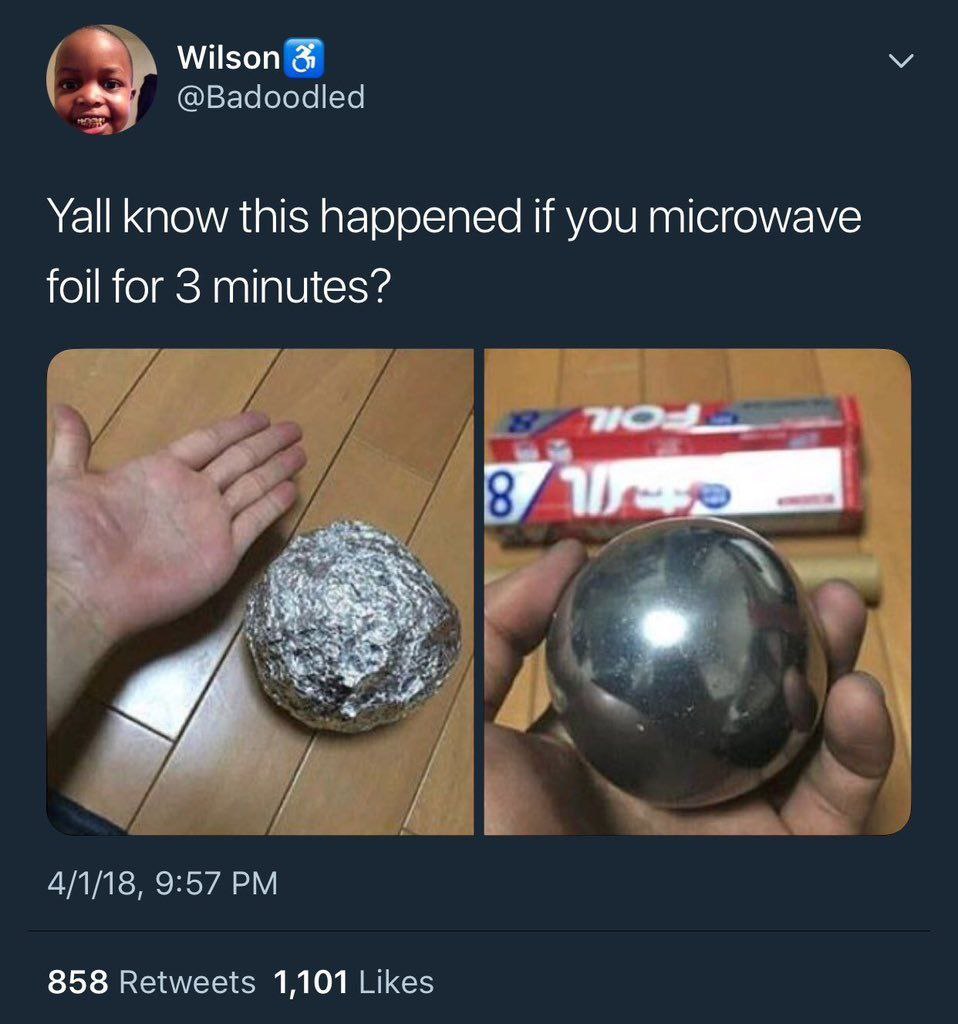 Wilson♿
@Badoodled
Yall know this happened if you microwave
foil for 3 minutes?
FOIL
8
8
4/1/18, 9:57 PM
858 Retweets 1,101 Likes